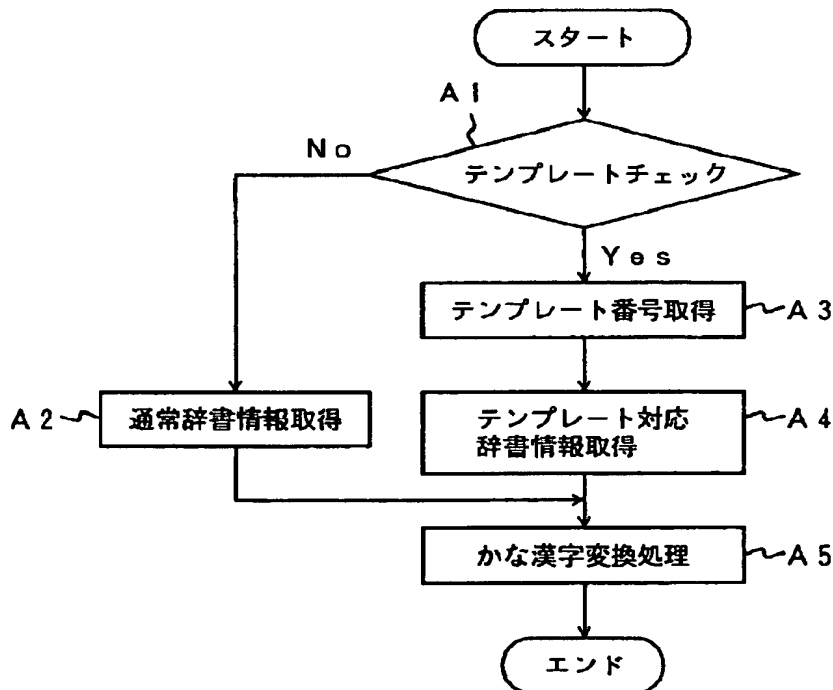 スタート
A1
No
テンプレートチェック
Yes
テンプレート番号取得
A3
A2
通常辞書情報取得
テンプレート対応
辞書情報取得
A4
かな漢字変換処理
A5
エンド